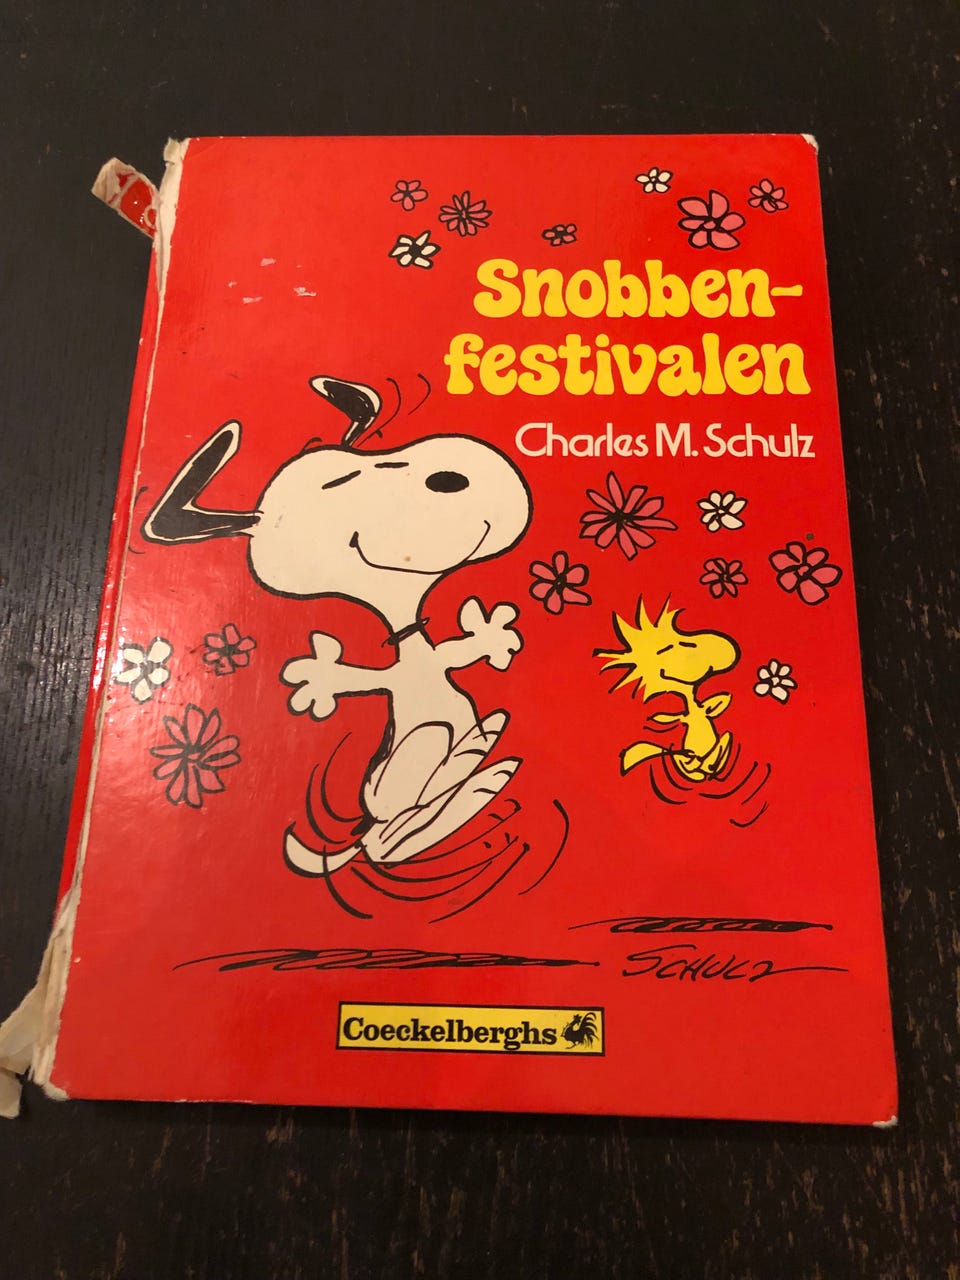 Snobben-
festivalen
Charles M. Schulz
SCHULZ
Coeckelberghs